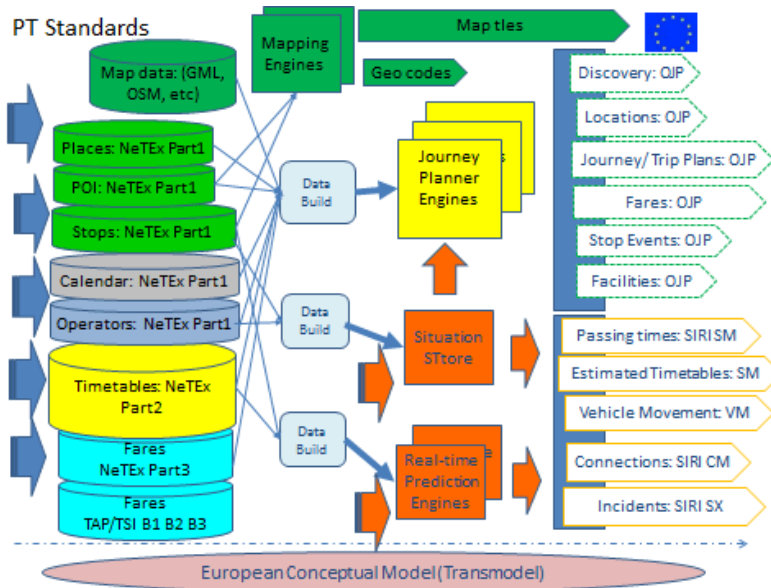 PT Standards
Map data: (GML,
OSM, etc)
Places: NeTEx Part1
POI: NeTEx Part1
Stops: NeTEx Part1
Calendar: NeTEx Part1
Operators: NeTEx Part1
Timetables: NeTEx
Part2
Fares
NeTEx Part3
Fares
TAP/TSI B1 B2 B3
Mapping
Engines
Map tles
Geo codes
Data
Build
Journey
Planner
Engines
Data
Build
Situation
STtore
Data
Build
Real-time
Prediction
Engines
Discovery: OJP
Locations: OJP
Journey/ Trip Plans: OJP
Fares: OJP
Stop Events: OJP
Facilities: OJP
Passing times: SIRI SM
Estimated Timetables: SM
Vehicle Movement: VM
Connections: SIRI CM
Incidents: SIRI SX
European Conceptual Model (Transmodel)